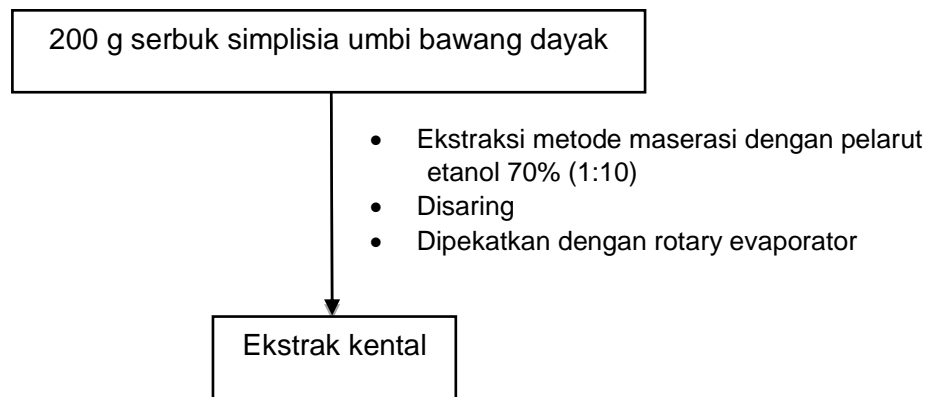 200 g serbuk simplisia umbi bawang dayak
• Ekstraksi metode maserasi dengan pelarut
etanol 70% (1:10)
• Disaring
• Dipekatkan dengan rotary evaporator
Ekstrak kental